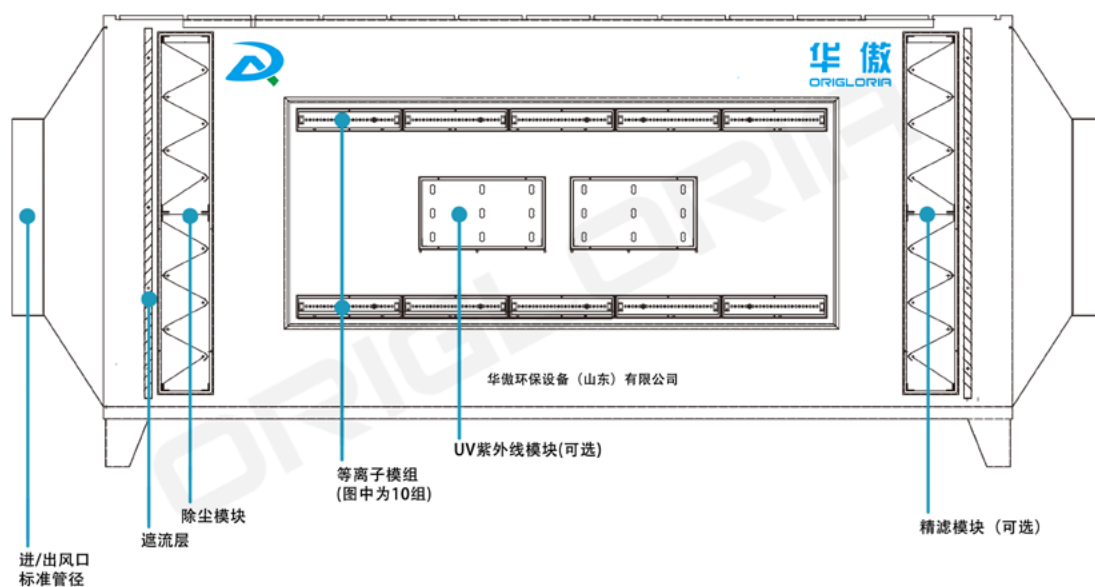 华傲
ORIGLORIA
ORIGLORIA
华傲环保设备（山东）有限公司
UV紫外线模块(可选)
等离子模组
(图中为10组)
除尘模块
精滤模块（可选）
遮流层
进/出风口
标准管径